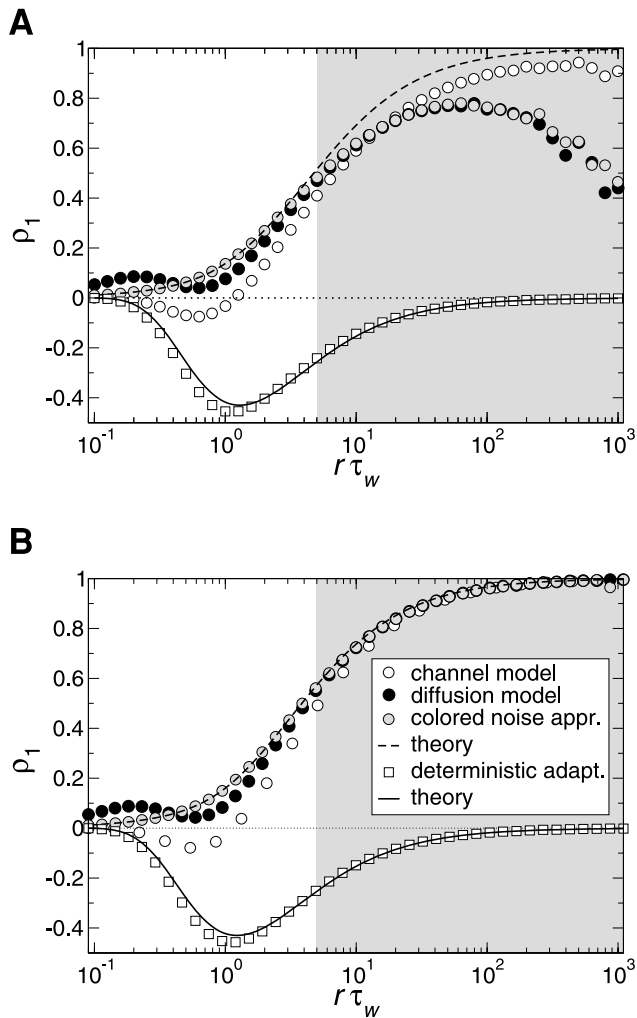 A
ρ1
1
0.8
0.6
0.4
0.2
0
-0.2
-0.4
10-1 100 101 102 103
r τw
B
ρ1
1
0.8
0.6
0.4
0.2
0
-0.2
-0.4
channel model
diffusion model
colored noise appr.
theory
deterministic adapt.
theory
10-1 100 101 102 103
r τw